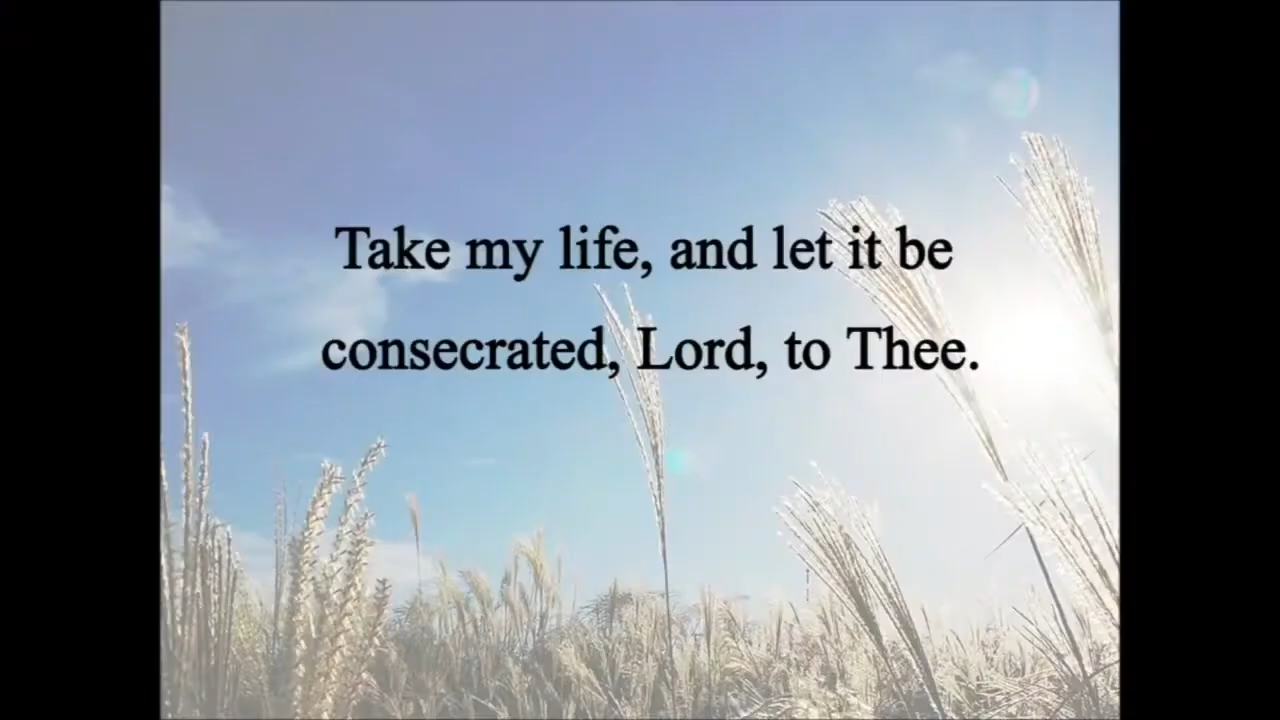 Take my life, and let it be
consecrated, Lord, to Thee.